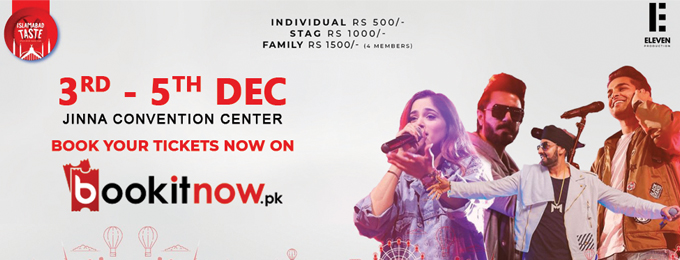 ISLAMABAD
TASTE
INDIVIDUAL RS 500/-
STAG RS 1000/-
FAMILY RS 1500/- (4 MEMBERS)
ELEVEN
PRODUCTION
3RD - 5TH DEC
JINNA CONVENTION CENTER
BOOK YOUR TICKETS NOW ON
bookitnow.pk